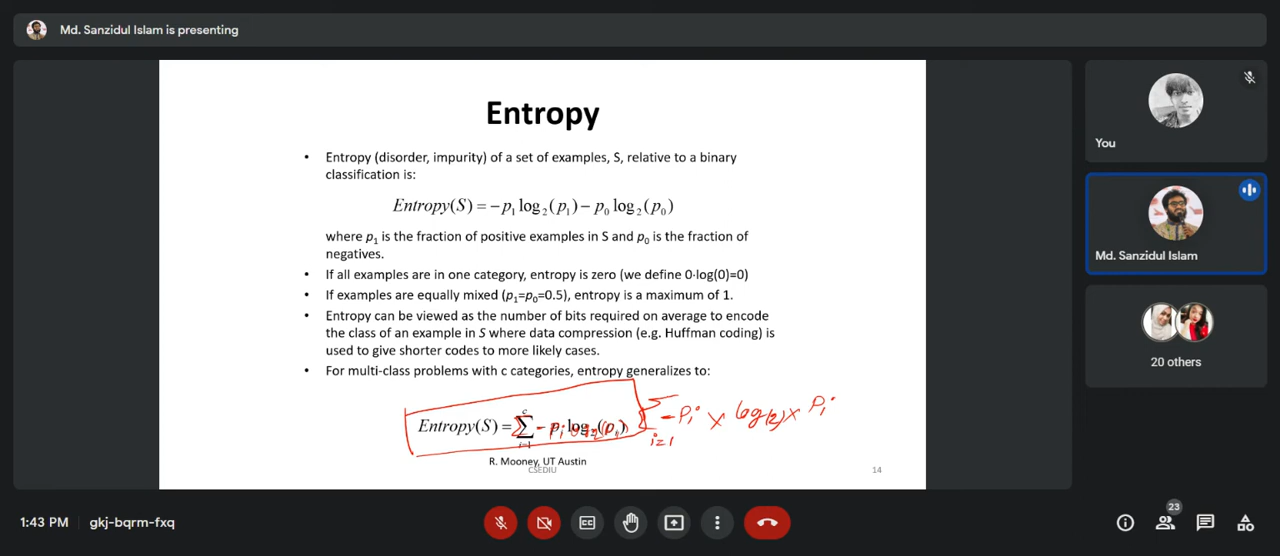 Md. Sanzidul Islam is presenting
Entropy
• Entropy (disorder, impurity) of a set of examples, S, relative to a binary
classification is:
Entropy(S) = −p₁ log₂(p₁) − p₀ log₂(p₀)
where p₁ is the fraction of positive examples in S and p₀ is the fraction of
negatives.
• If all examples are in one category, entropy is zero (we define 0·log(0)=0)
• If examples are equally mixed (p₁=p₀=0.5), entropy is a maximum of 1.
• Entropy can be viewed as the number of bits required on average to encode
the class of an example in S where data compression (e.g. Huffman coding) is
used to give shorter codes to more likely cases.
• For multi-class problems with c categories, entropy generalizes to:
Entropy(S) = ∑ − pᵢ log₂(pᵢ)
c
i=1
∑ −Pi × log(2) × Pi
i=1
R. Mooney, UT Austin
CSEDIU
14
You
Md. Sanzidul Islam
20 others
1:43 PM
gkj-bqrm-fxq
23